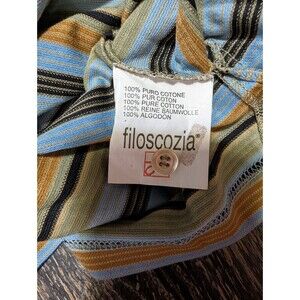 100% PURO COTONE
100% PUR COTON
100% PURE COTTON
100% REINE BAUMWOLLE
100% ALGODON
filoscozia®